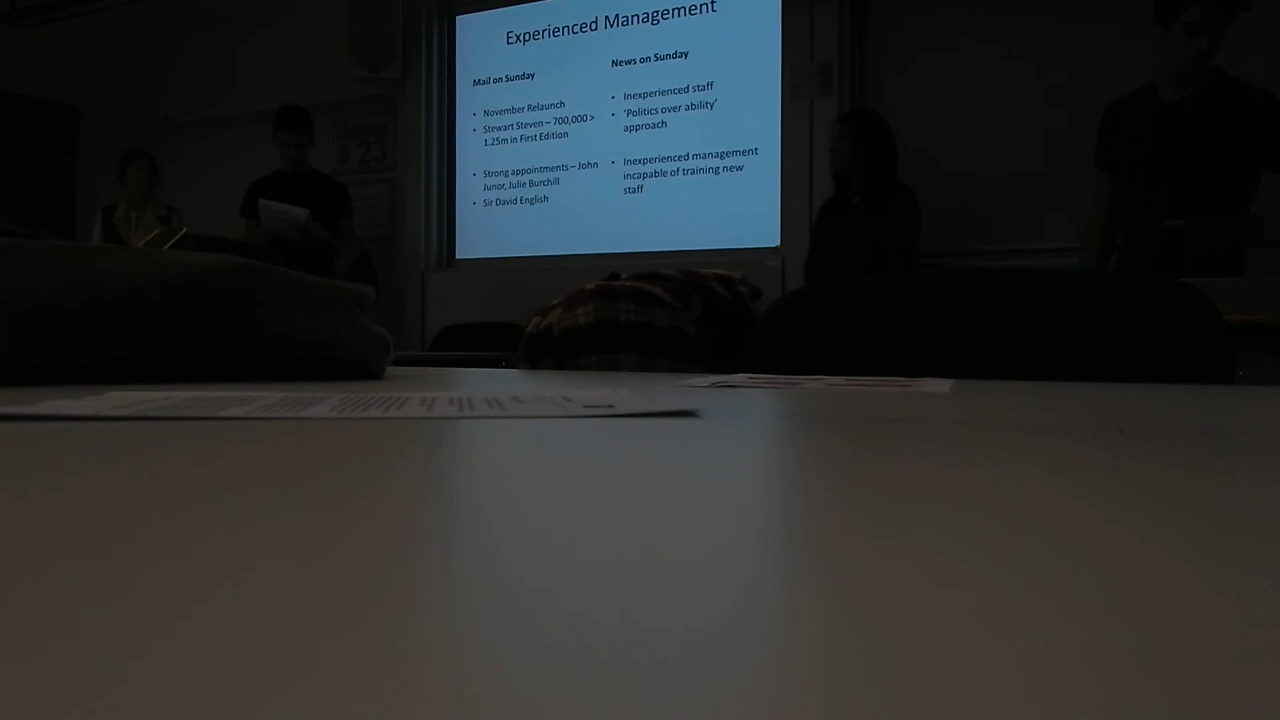 Experienced Management
Mail on Sunday
• November Relaunch
• Stewart Steven – 700,000 >
1.25m in First Edition
• Strong appointments – John
Junor, Julie Burchill
• Sir David English
News on Sunday
• Inexperienced staff
• 'Politics over ability'
approach
• Inexperienced management
incapable of training new
staff
#23